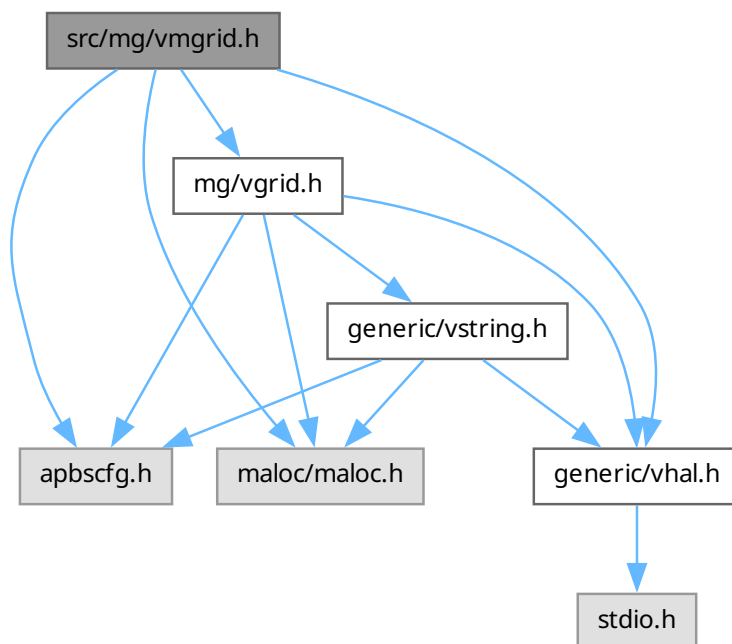 src/mg/vmgrid.h
mg/vgrid.h
generic/vstring.h
apbscfg.h
maloc/maloc.h
generic/vhal.h
stdio.h